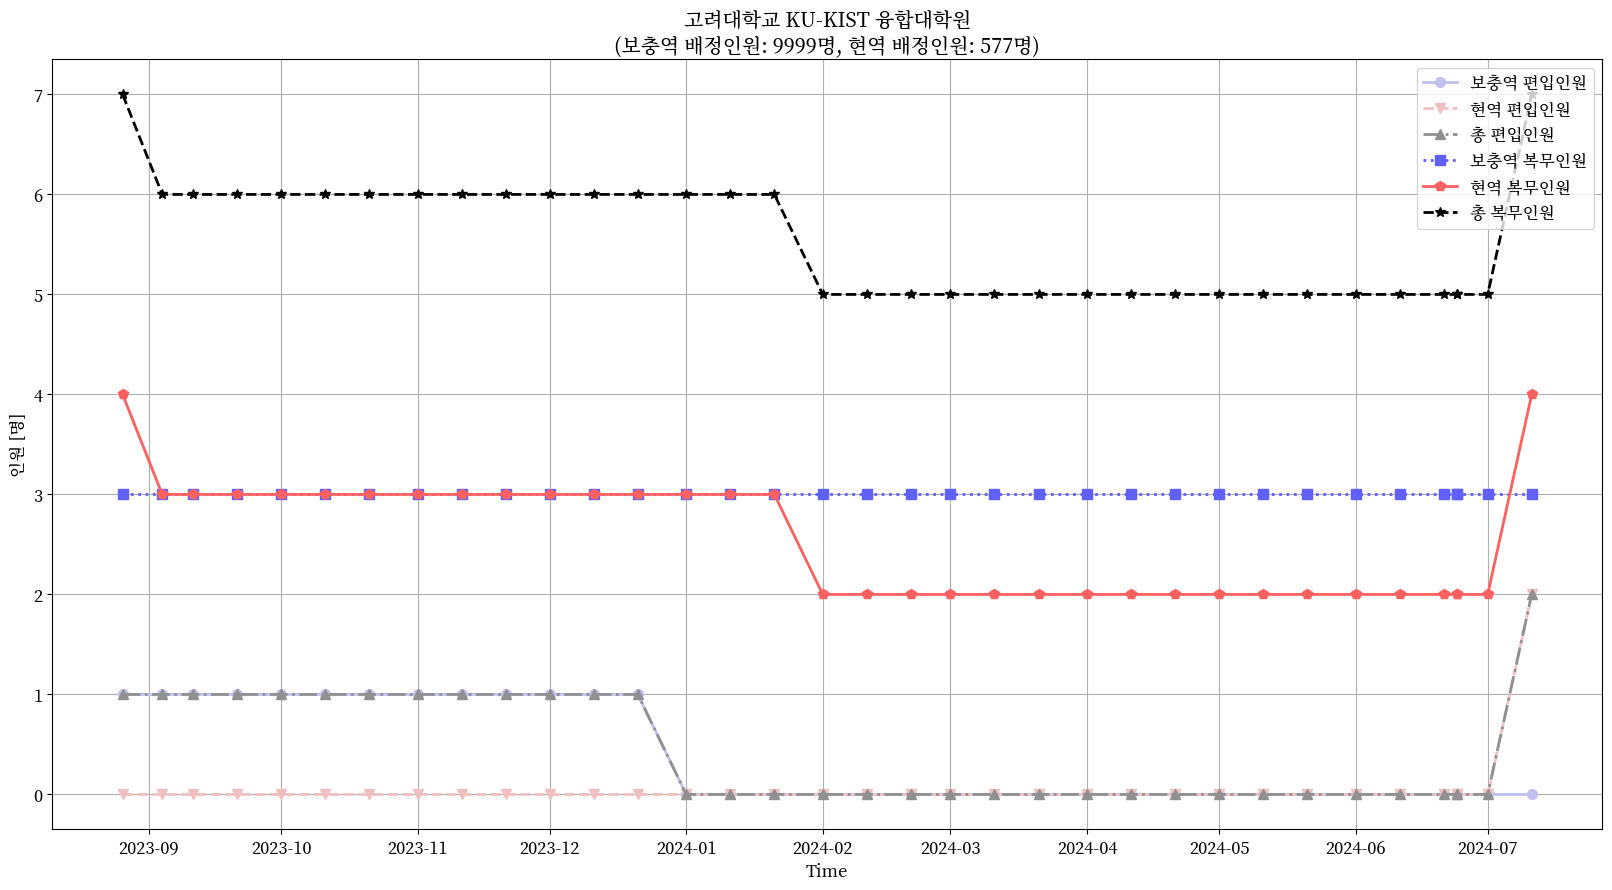 고려대학교 KU-KIST 융합대학원
(보충역 배정인원: 9999명, 현역 배정인원: 577명)
보충역 편입인원
현역 편입인원
총 편입인원
보충역 복무인원
현역 복무인원
총 복무인원
인원 [명]
7
6
5
4
3
2
1
0
2023-09
2023-10
2023-11
2023-12
2024-01
2024-02
2024-03
2024-04
2024-05
2024-06
2024-07
Time